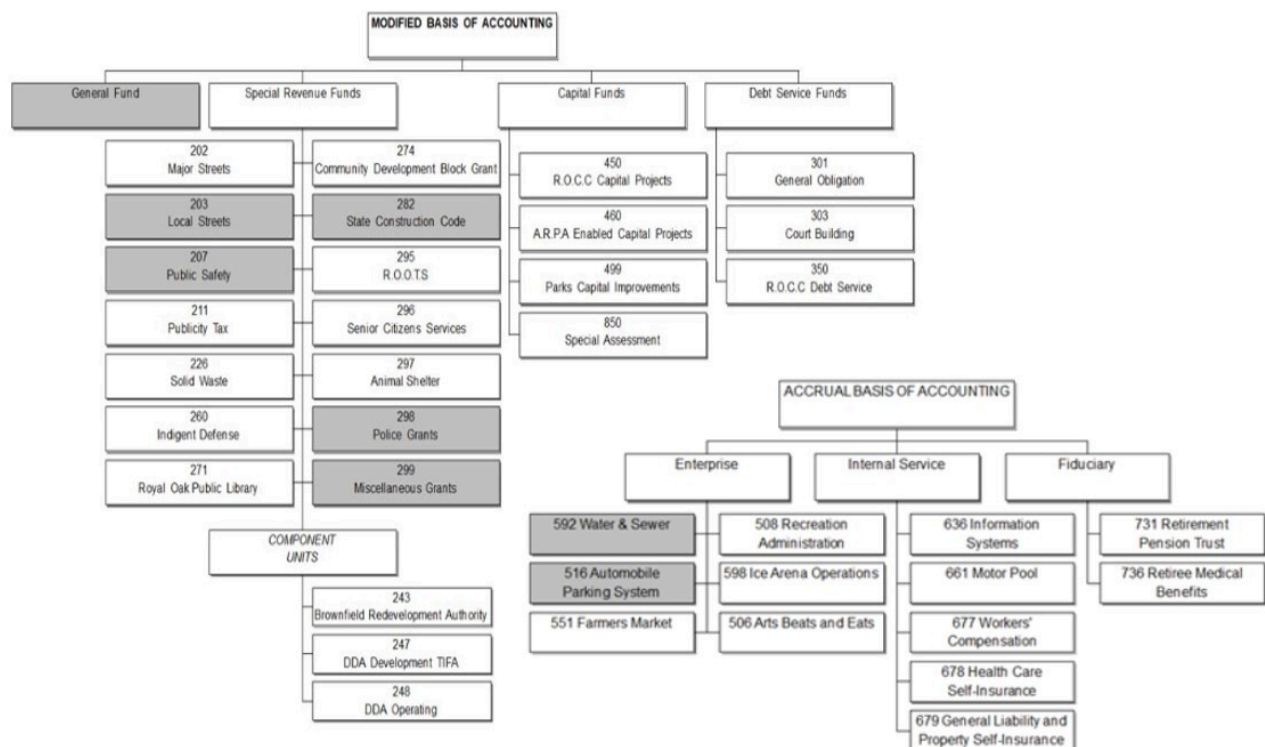 MODIFIED BASIS OF ACCOUNTING
General Fund
Special Revenue Funds
Capital Funds
Debt Service Funds
202
Major Streets
274
Community Development Block Grant
203
Local Streets
282
State Construction Code
207
Public Safety
295
R.O.O.T.S
211
Publicity Tax
296
Senior Citizens Services
226
Solid Waste
297
Animal Shelter
260
Indigent Defense
298
Police Grants
271
Royal Oak Public Library
299
Miscellaneous Grants
COMPONENT
UNITS
243
Brownfield Redevelopment Authority
247
DDA Development TIFA
248
DDA Operating
450
R.O.C.C Capital Projects
460
A.R.P.A Enabled Capital Projects
499
Parks Capital Improvements
850
Special Assessment
301
General Obligation
303
Court Building
350
R.O.C.C Debt Service
ACCRUAL BASIS OF ACCOUNTING
Enterprise
Internal Service
Fiduciary
592 Water & Sewer
508 Recreation
Administration
516 Automobile
Parking System
598 Ice Arena Operations
551 Farmers Market
506 Arts Beats and Eats
636 Information
Systems
661 Motor Pool
677 Workers'
Compensation
678 Health Care
Self-Insurance
679 General Liability and
Property Self-Insurance
731 Retirement
Pension Trust
736 Retiree Medical
Benefits